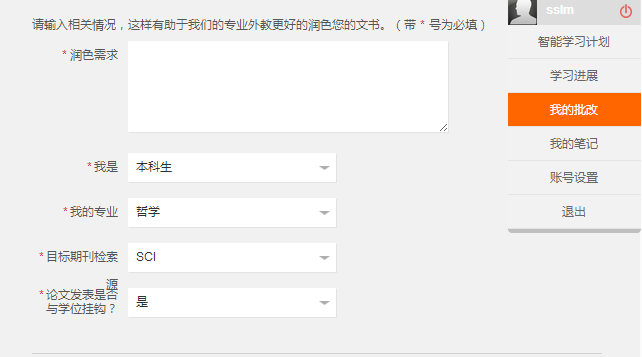 请输入相关情况，这样有助于我们的专业外教更好的润色您的文书。（带 * 号为必填）
* 润色需求
* 我是
本科生
* 我的专业
哲学
* 目标期刊检索
源
SCI
* 论文发表是否
与学位挂钩？
是
sslm
智能学习计划
学习进展
我的批改
我的笔记
账号设置
退出